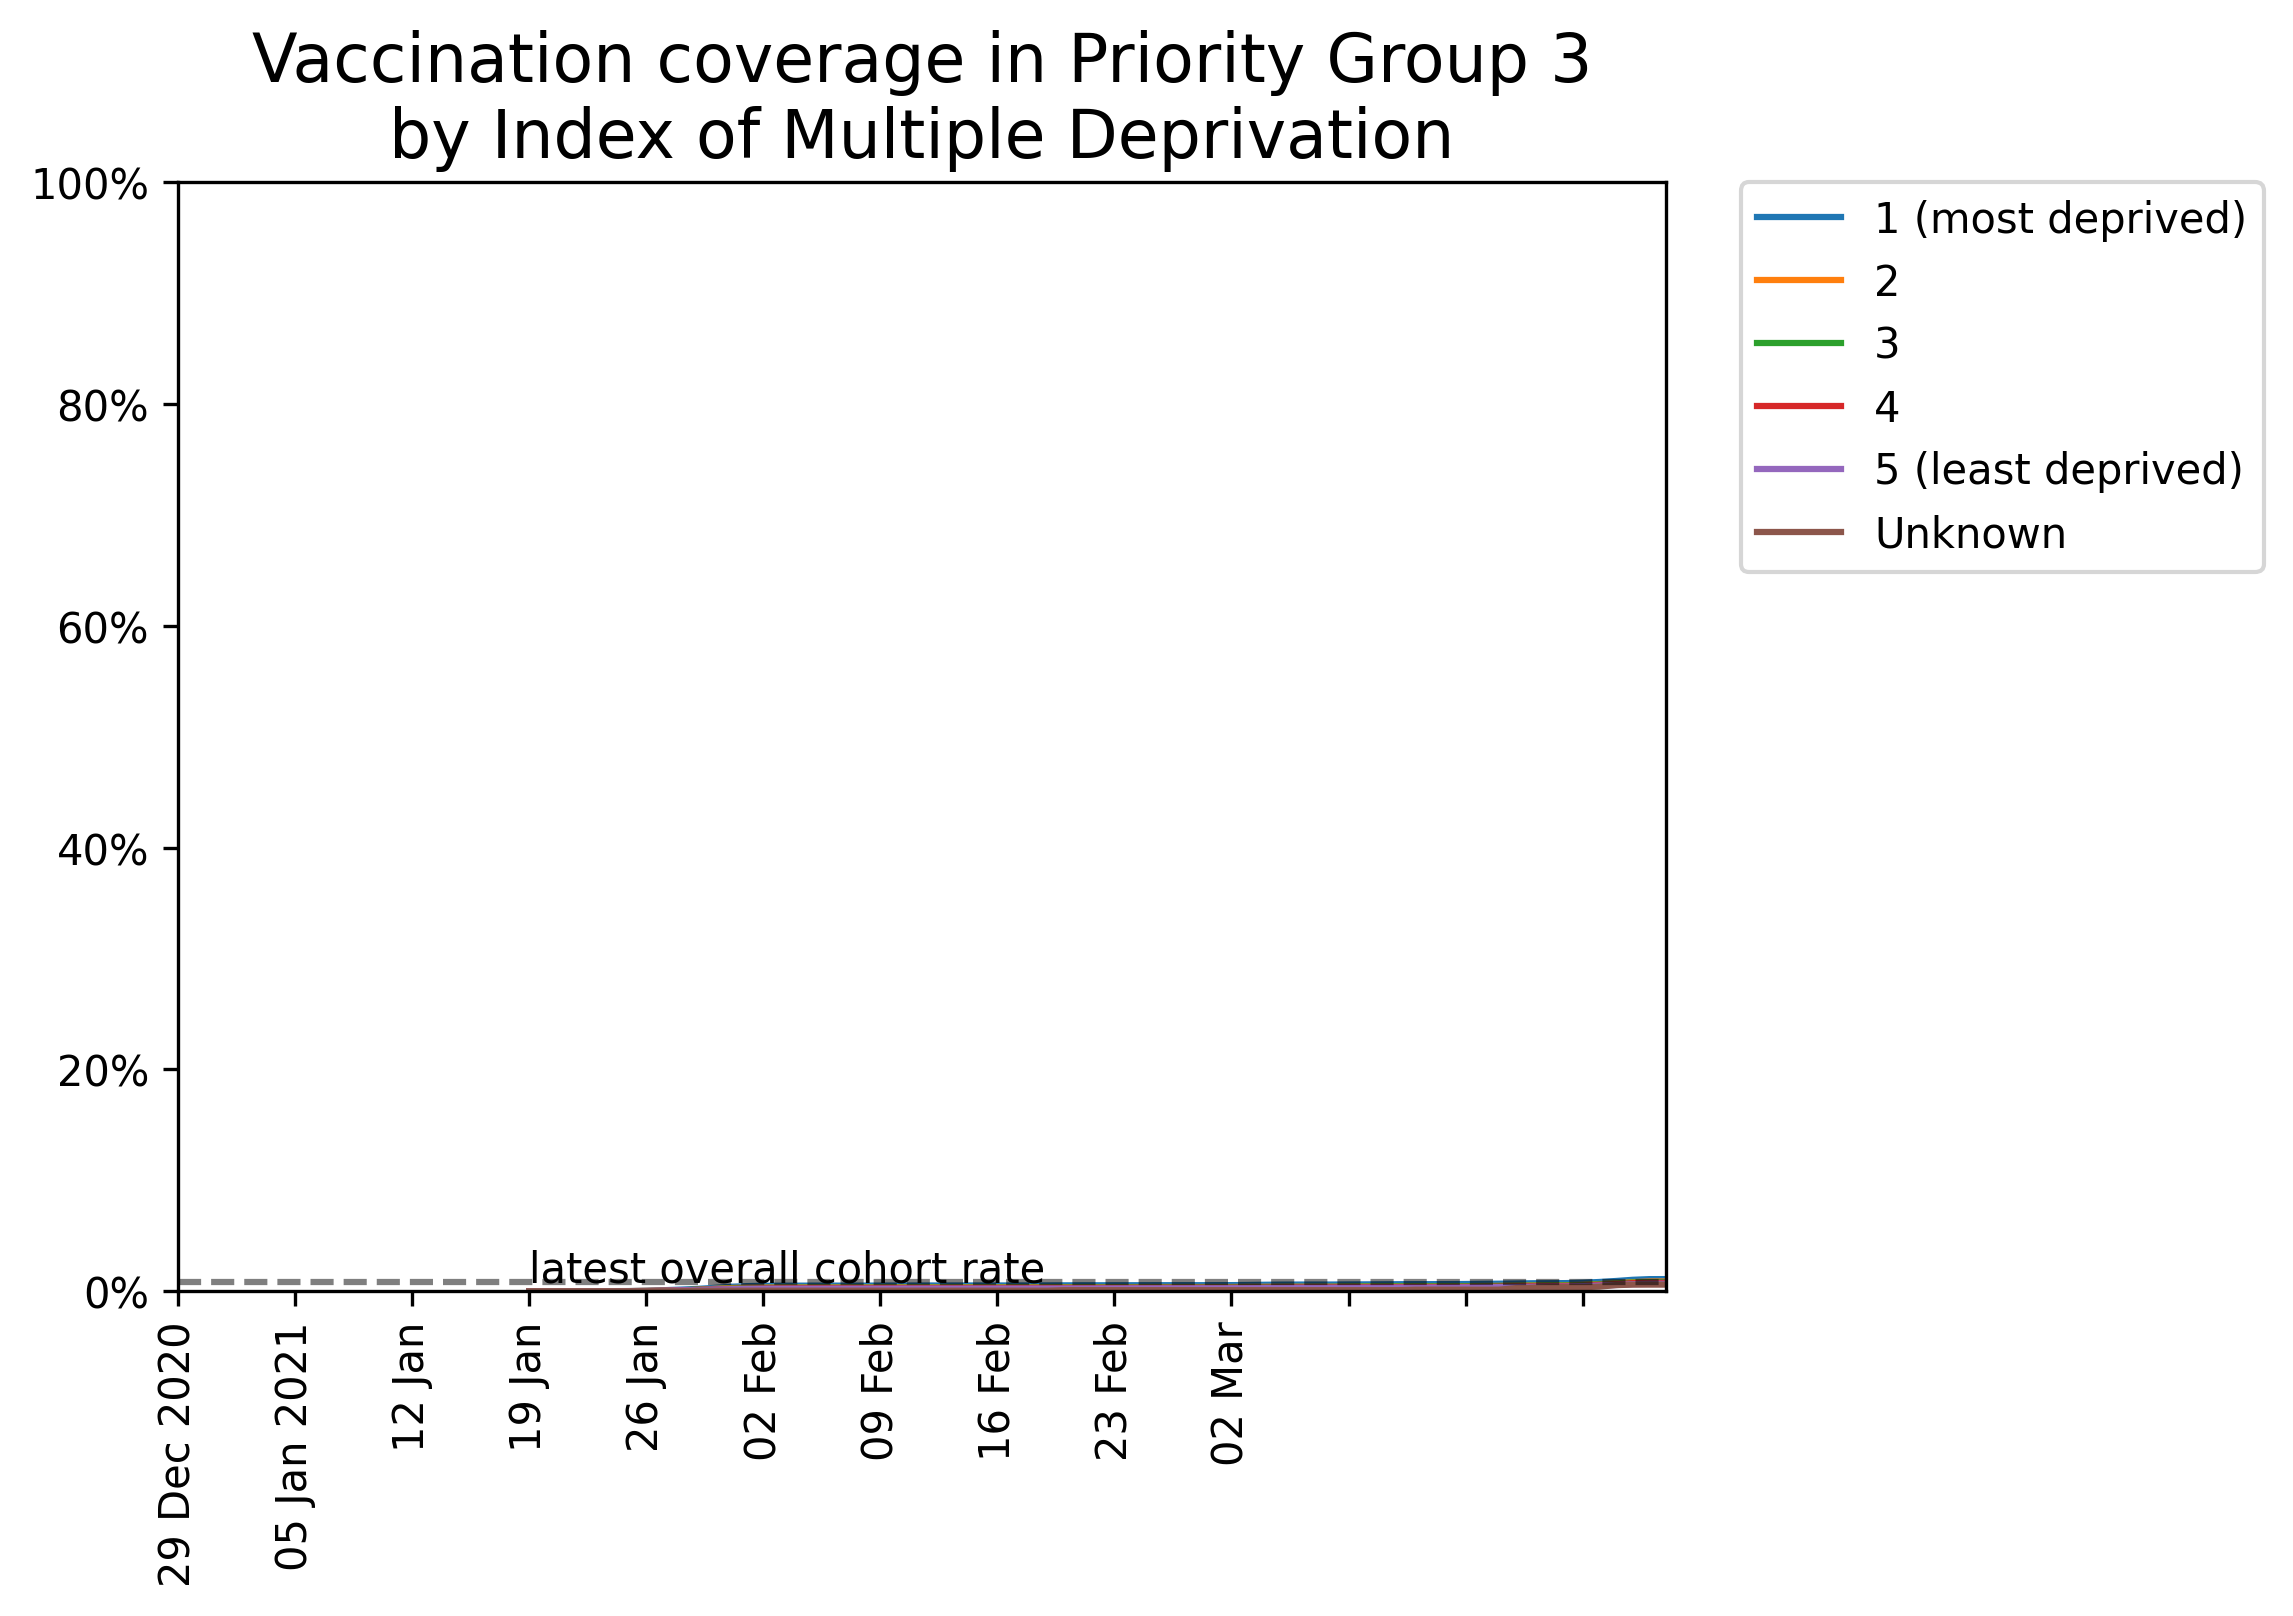 Vaccination coverage in Priority Group 3
by Index of Multiple Deprivation
100%
80%
60%
40%
20%
0%
latest overall cohort rate
29 Dec 2020
05 Jan 2021
12 Jan
19 Jan
26 Jan
02 Feb
09 Feb
16 Feb
23 Feb
02 Mar
1 (most deprived)
2
3
4
5 (least deprived)
Unknown